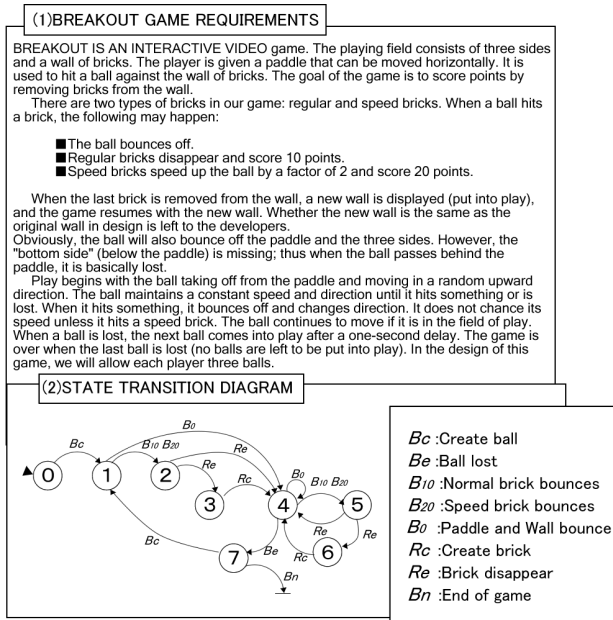 (1)BREAKOUT GAME REQUIREMENTS
BREAKOUT IS AN INTERACTIVE VIDEO game. The playing field consists of three sides
and a wall of bricks. The player is given a paddle that can be moved horizontally. It is
used to hit a ball against the wall of bricks. The goal of the game is to score points by
removing bricks from the wall.
There are two types of bricks in our game: regular and speed bricks. When a ball hits
a brick, the following may happen:
■The ball bounces off.
■Regular bricks disappear and score 10 points.
■Speed bricks speed up the ball by a factor of 2 and score 20 points.
When the last brick is removed from the wall, a new wall is displayed (put into play),
and the game resumes with the new wall. Whether the new wall is the same as the
original wall in design is left to the developers.
Obviously, the ball will also bounce off the paddle and the three sides. However, the
"bottom side" (below the paddle) is missing; thus when the ball passes behind
the paddle, it is basically lost.
Play begins with the ball taking off from the paddle and moving in a random upward
direction. The ball maintains a constant speed and direction until it hits something or is
lost. When it hits something, it bounces off and changes direction. It does not chance its
speed unless it hits a speed brick. The ball continues to move if it is in the field of play.
When a ball is lost, the next ball comes into play after a one-second delay. The game is
over when the last ball is lost (no balls are left to be put into play). In the design of this
game, we will allow each player three balls.
(2)STATE TRANSITION DIAGRAM
B0
Bc
B10 B20
Re
B0
B10 B20
Re
Rc
0
1
2
3
4
5
Re
Re
Bc
7
Be
Rc
6
Bn
Bc :Create ball
Be :Ball lost
B10 :Normal brick bounces
B20 :Speed brick bounces
B0 :Paddle and Wall bounce
Rc :Create brick
Re :Brick disappear
Bn :End of game